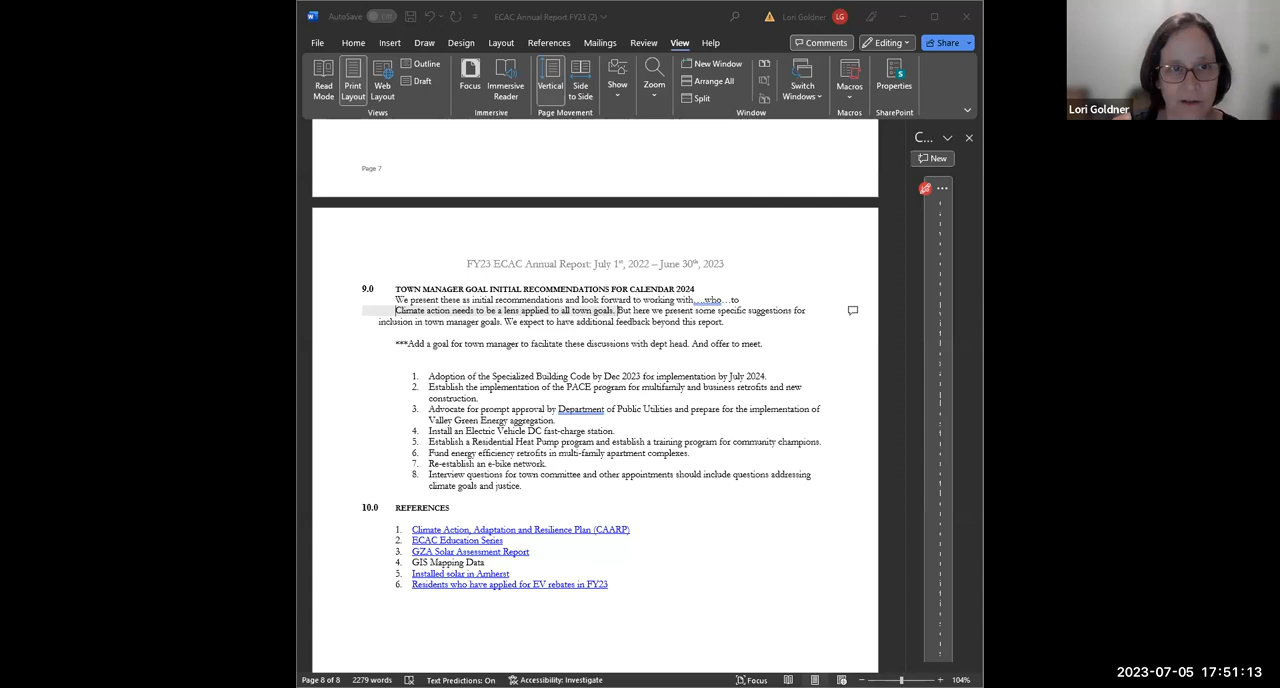 AutoSave Off ECAC Annual Report FY23 (2) Lori Goldner LG
File Home Insert Draw Design Layout References Mailings Review View Help Comments Editing Share
Read Mode
Print Layout
Web Layout
Outline
Draft
Views
Focus
Immersive Reader
Immersive
Vertical
Side to Side
Page Movement
Show
Zoom
New Window
Arrange All
Split
Switch Windows
Window
Macros
Macros
Properties
SharePoint
Lori Goldner
C...
New
Page 7
FY23 ECAC Annual Report: July 1st, 2022 – June 30th, 2023
9.0 TOWN MANAGER GOAL INITIAL RECOMMENDATIONS FOR CALENDAR 2024
We present these as initial recommendations and look forward to working with….who…to
Climate action needs to be a lens applied to all town goals. But here we present some specific suggestions for
inclusion in town manager goals. We expect to have additional feedback beyond this report.
***Add a goal for town manager to facilitate these discussions with dept head. And offer to meet.
1. Adoption of the Specialized Building Code by Dec 2023 for implementation by July 2024.
2. Establish the implementation of the PACE program for multifamily and business retrofits and new
construction.
3. Advocate for prompt approval by Department of Public Utilities and prepare for the implementation of
Valley Green Energy aggregation.
4. Install an Electric Vehicle DC fast-charge station.
5. Establish a Residential Heat Pump program and establish a training program for community champions.
6. Fund energy efficiency retrofits in multi-family apartment complexes.
7. Re-establish an e-bike network.
8. Interview questions for town committee and other appointments should include questions addressing
climate goals and justice.
10.0 REFERENCES
1. Climate Action, Adaptation and Resilience Plan (CAARP)
2. ECAC Education Series
3. GZA Solar Assessment Report
4. GIS Mapping Data
5. Installed solar in Amherst
6. Residents who have applied for EV rebates in FY23
Page 8 of 8 2279 words Text Predictions: On Accessibility: Investigate Focus 104%
2023-07-05 17:51:13